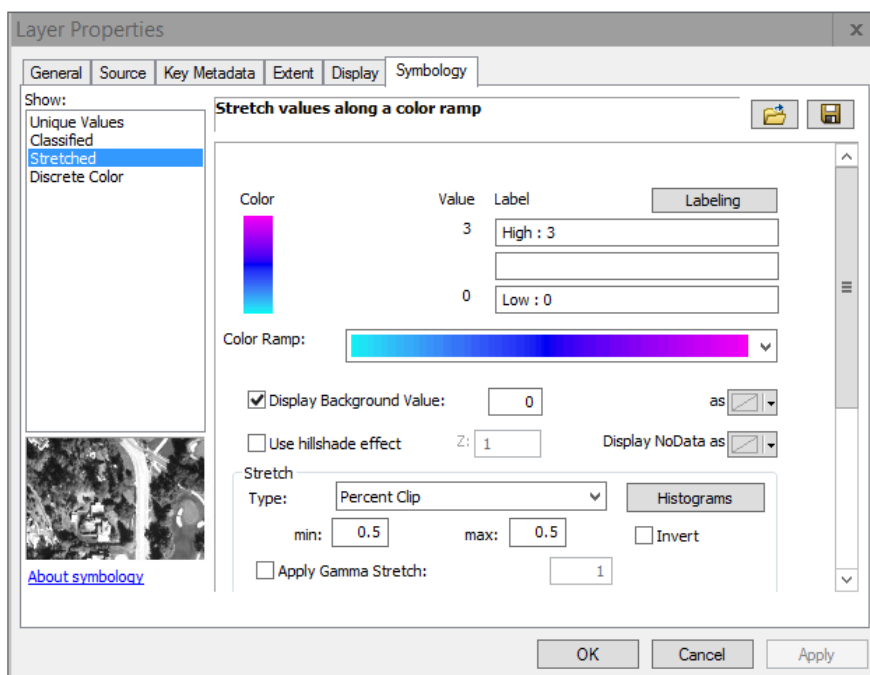 Layer Properties x
General Source Key Metadata Extent Display Symbology
Show:
Unique Values
Classified
Stretched
Discrete Color
About symbology
Stretch values along a color ramp
Color Value Label Labeling
3 High : 3
0 Low : 0
Color Ramp:
Display Background Value: 0 as
Use hillshade effect Z: 1 Display NoData as
Stretch
Type: Percent Clip Histograms
min: 0.5 max: 0.5 Invert
Apply Gamma Stretch: 1
OK Cancel Apply